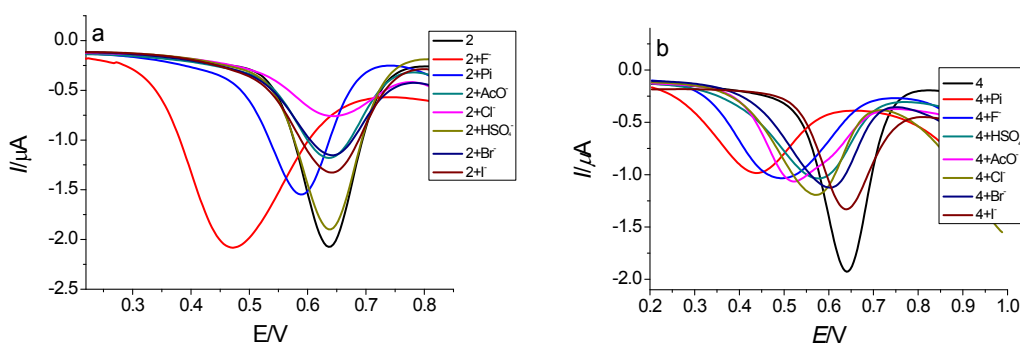 a
0.0
-0.5
-1.0
-1.5
-2.0
-2.5
I/μA
0.3 0.4 0.5 0.6 0.7 0.8
E/V
2
2+F⁻
2+Pi
2+AcO⁻
2+Cl⁻
2+HSO₄⁻
2+Br⁻
2+I⁻
b
0.0
-0.5
-1.0
-1.5
-2.0
I/μA
0.2 0.3 0.4 0.5 0.6 0.7 0.8 0.9 1.0
E/V
4
4+Pi
4+F⁻
4+HSO₄
4+AcO⁻
4+Cl⁻
4+Br⁻
4+I⁻